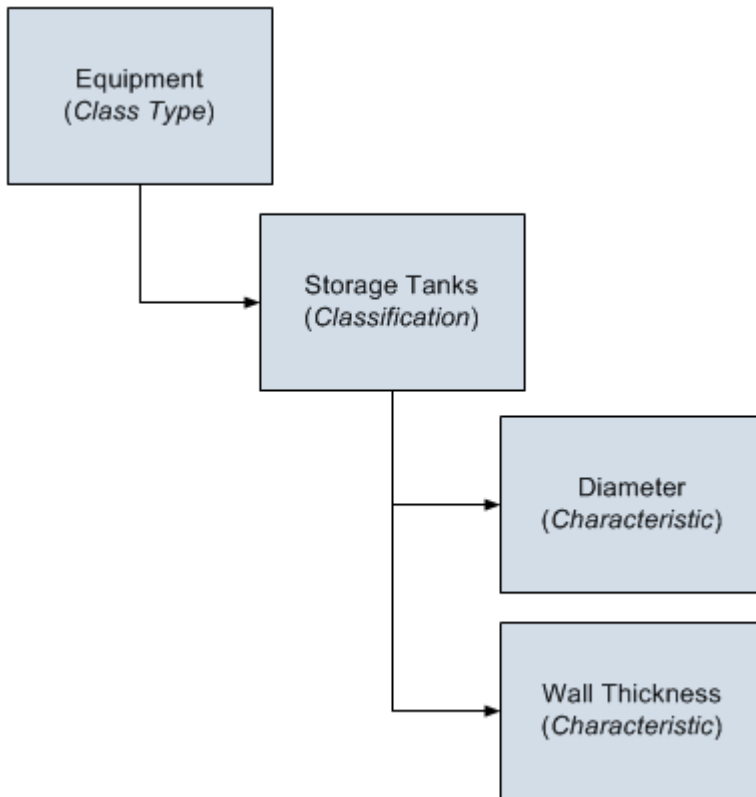 Equipment
(Class Type)
Storage Tanks
(Classification)
Diameter
(Characteristic)
Wall Thickness
(Characteristic)